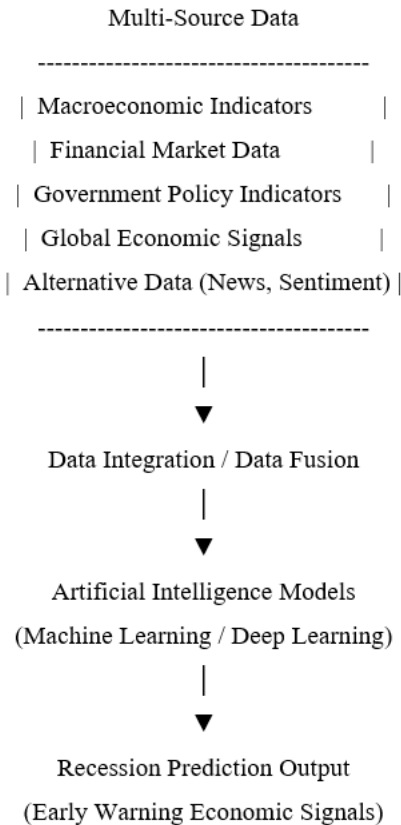 Multi-Source Data
---------------------------------------
| Macroeconomic Indicators |
| Financial Market Data |
| Government Policy Indicators |
| Global Economic Signals |
| Alternative Data (News, Sentiment) |
---------------------------------------
│
▼
Data Integration / Data Fusion
│
▼
Artificial Intelligence Models
(Machine Learning / Deep Learning)
│
▼
Recession Prediction Output
(Early Warning Economic Signals)